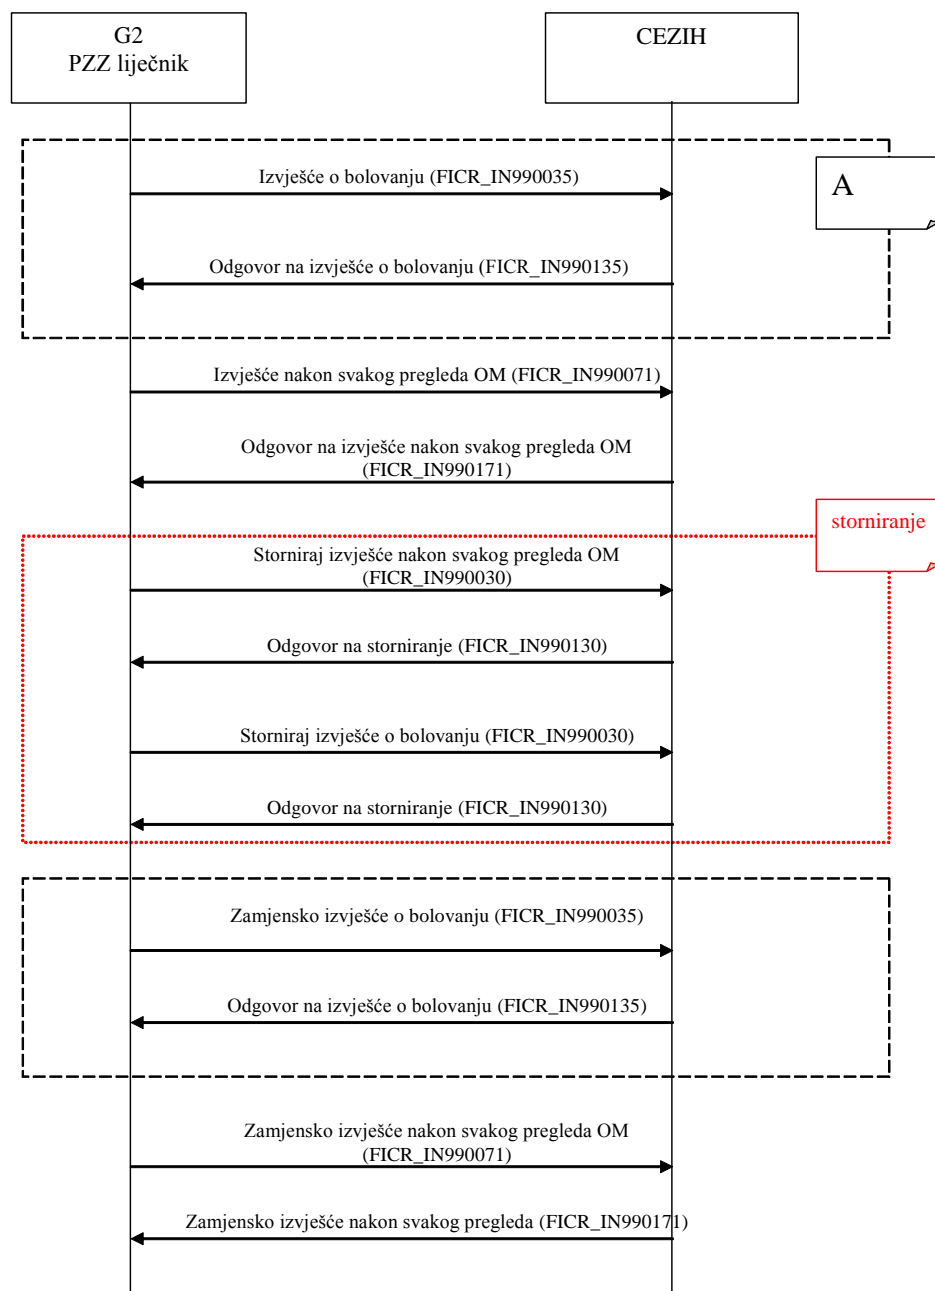 G2
PZZ liječnik
CEZIH
Izvješće o bolovanju (FICR_IN990035)
A
Odgovor na izvješće o bolovanju (FICR_IN990135)
Izvješće nakon svakog pregleda OM (FICR_IN990071)
Odgovor na izvješće nakon svakog pregleda OM
(FICR_IN990171)
storniranje
Storniraj izvješće nakon svakog pregleda OM
(FICR_IN990030)
Odgovor na storniranje (FICR_IN990130)
Storniraj izvješće o bolovanju (FICR_IN990030)
Odgovor na storniranje (FICR_IN990130)
Zamjensko izvješće o bolovanju (FICR_IN990035)
Odgovor na izvješće o bolovanju (FICR_IN990135)
Zamjensko izvješće nakon svakog pregleda OM
(FICR_IN990071)
Zamjensko izvješće nakon svakog pregleda (FICR_IN990171)